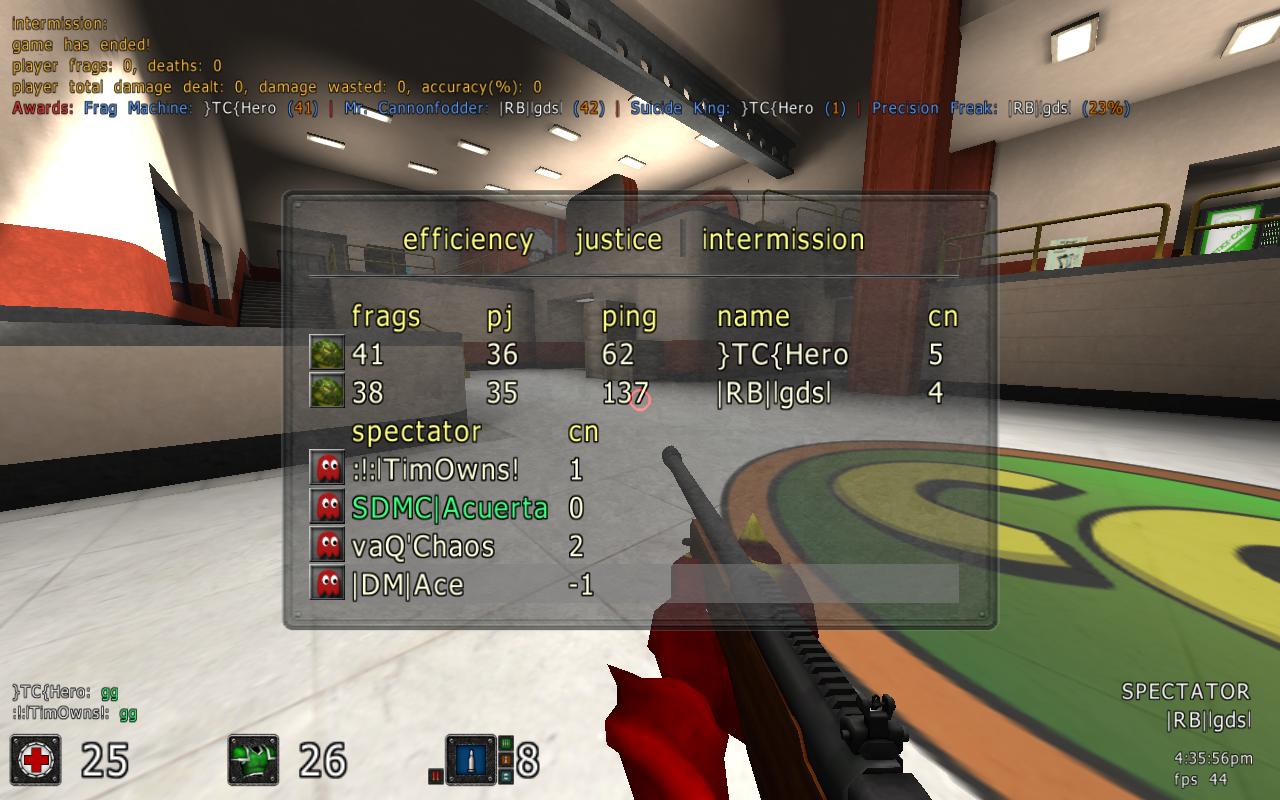 intermission:
game has ended!
player frags: 0, deaths: 0
player total damage dealt: 0, damage wasted: 0, accuracy(%): 0
Awards: Frag Machine: }TC{Hero (41) | Mr. Cannonfodder: |RB|lgdsl (42) | Suicide King: }TC{Hero (1) | Precision Freak: |RB|lgdsl (23%)
efficiency justice intermission
frags pj ping name cn
41 36 62 }TC{Hero 5
38 35 137 |RB|lgdsl 4
spectator cn
:!:|TimOwns! 1
SDMC|Acuerta 0
vaQ'Chaos 2
|DM|Ace -1
}TC{Hero: gg
:!:|TimOwns!: gg
SPECTATOR
|RB|lgdsl
4:35:56pm
fps 44
25 26 8